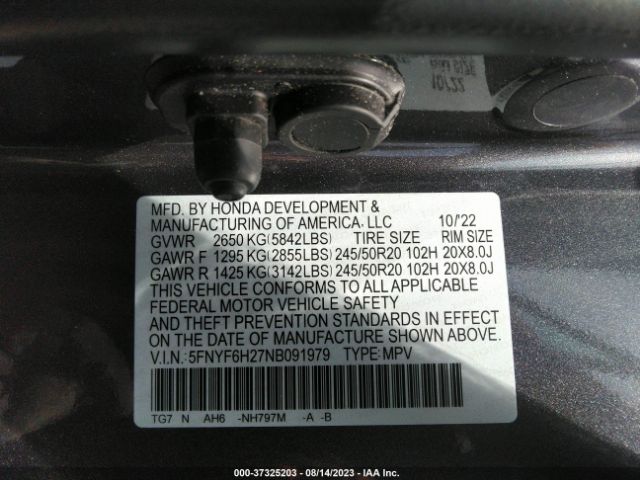 10/'22
MFD. BY HONDA DEVELOPMENT &
MANUFACTURING OF AMERICA, LLC 10/'22
GVWR 2650 KG(5842LBS) TIRE SIZE RIM SIZE
GAWR F 1295 KG(2855LBS) 245/50R20 102H 20X8.0J
GAWR R 1425 KG(3142LBS) 245/50R20 102H 20X8.0J
THIS VEHICLE CONFORMS TO ALL APPLICABLE
FEDERAL MOTOR VEHICLE SAFETY
AND THEFT PREVENTION STANDARDS IN EFFECT
ON THE DATE OF MANUFACTURE SHOWN ABOVE.
V.I.N.: 5FNYF6H27NB091979 TYPE: MPV
TG7 N AH6 -NH797M -A -B
000-37325203 - 08/14/2023 - IAA Inc.